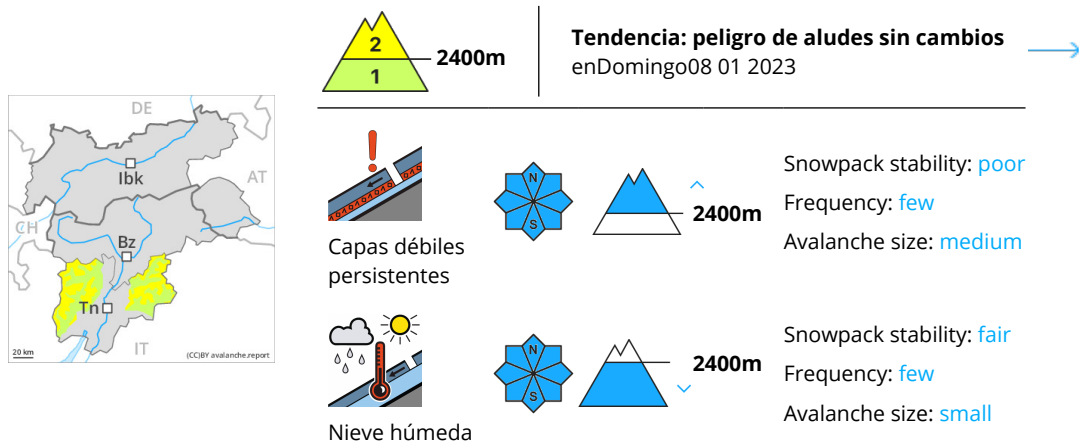 2
1
2400m
Tendencia: peligro de aludes sin cambios
enDomingo08 01 2023
DE
AT
Ibk
CH
Bz
Tn
IT
20 km
(CC)BY avalanche.report
N
S
2400m
Capas débiles
persistentes
Snowpack stability: poor
Frequency: few
Avalanche size: medium
N
S
2400m
Nieve húmeda
Snowpack stability: fair
Frequency: few
Avalanche size: small